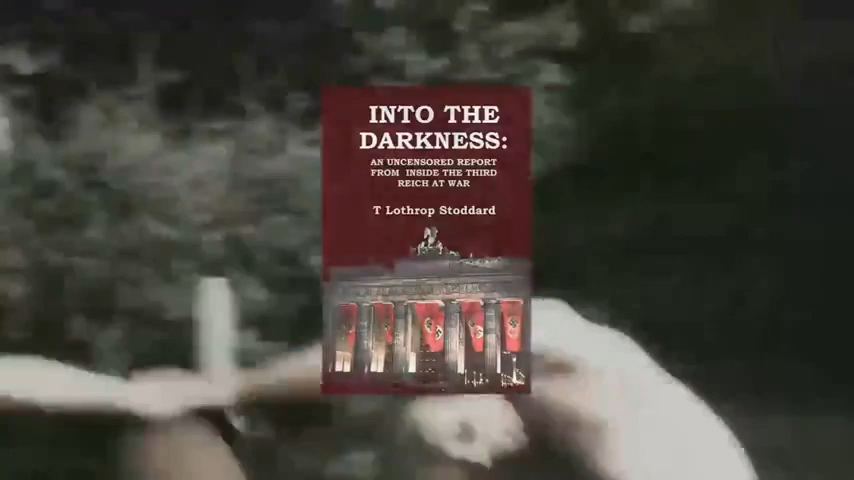 INTO THE
DARKNESS:
AN UNCENSORED REPORT
FROM INSIDE THE THIRD
REICH AT WAR
T Lothrop Stoddard